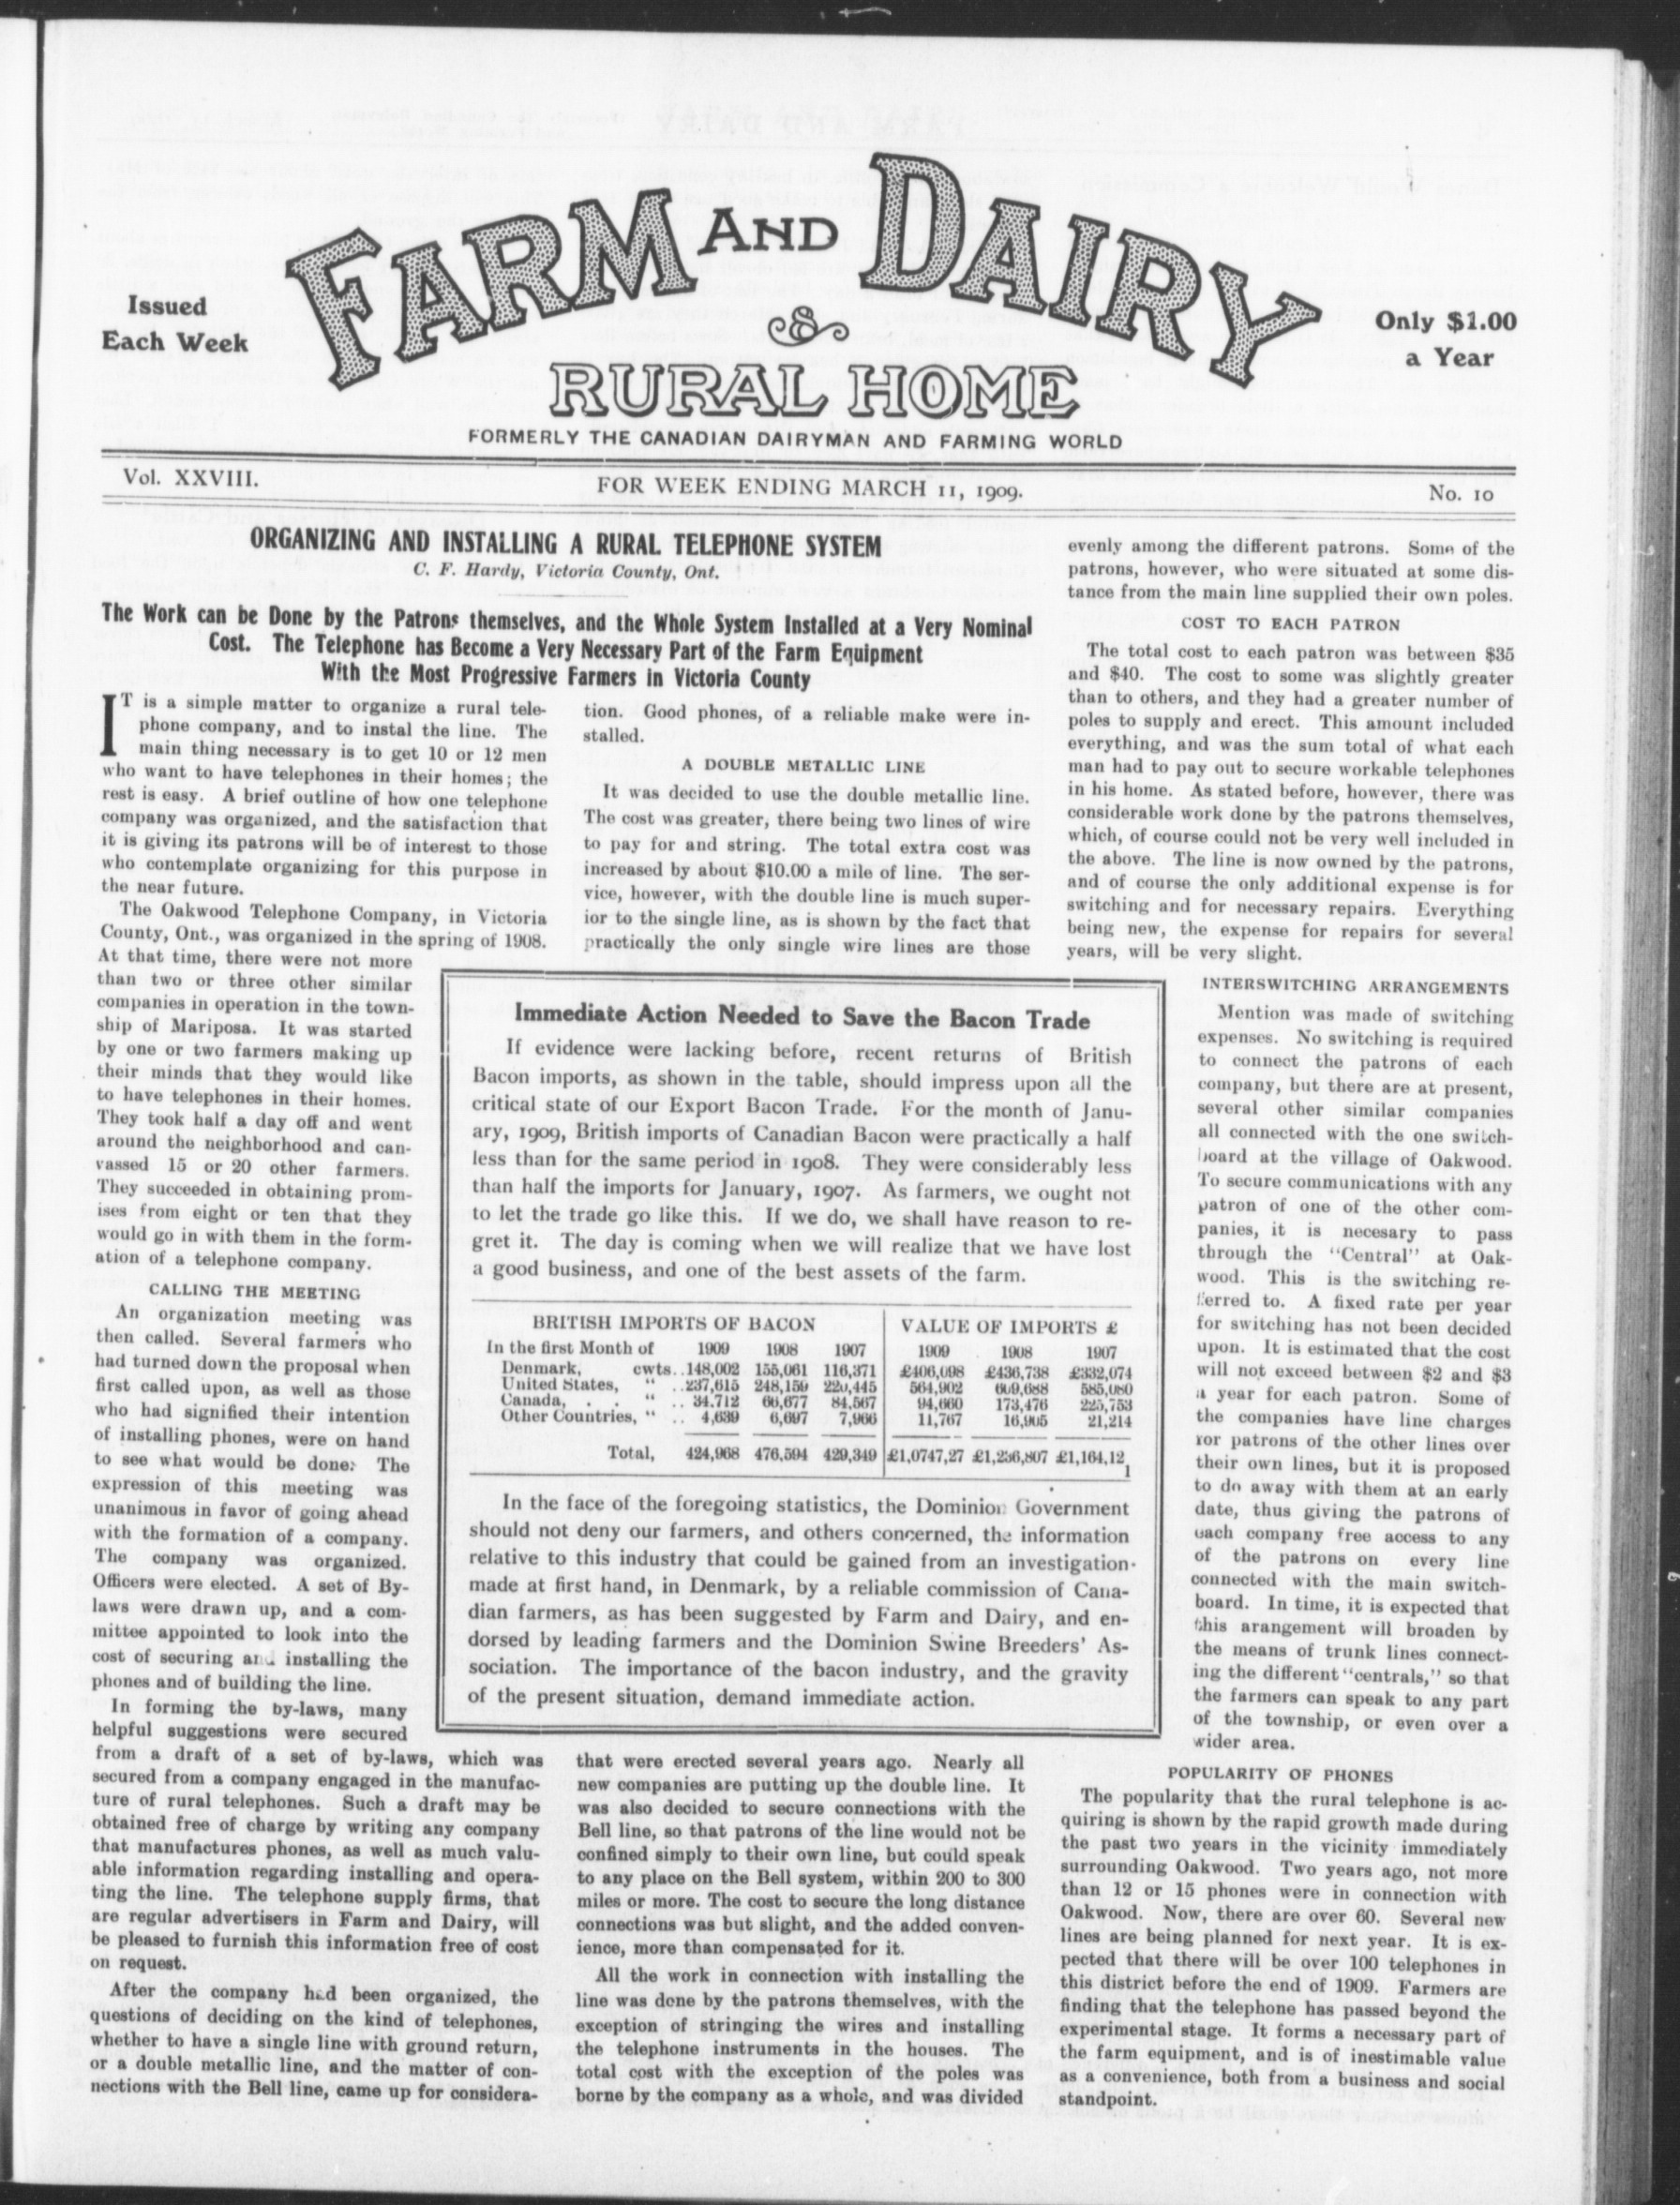 Issued
Each Week
FARM AND DAIRY
&
RURAL HOME
Only $1.00
a Year
FORMERLY THE CANADIAN DAIRYMAN AND FARMING WORLD
Vol. XXVIII.
FOR WEEK ENDING MARCH 11, 1909.
No. 10
ORGANIZING AND INSTALLING A RURAL TELEPHONE SYSTEM
C. F. Hardy, Victoria County, Ont.
The Work can be Done by the Patrons themselves, and the Whole System Installed at a Very Nominal
Cost. The Telephone has Become a Very Necessary Part of the Farm Equipment
With the Most Progressive Farmers in Victoria County
IT is a simple matter to organize a rural tele-
phone company, and to instal the line. The
main thing necessary is to get 10 or 12 men
who want to have telephones in their homes; the
rest is easy. A brief outline of how one telephone
company was organized, and the satisfaction that
it is giving its patrons will be of interest to those
who contemplate organizing for this purpose in
the near future.
The Oakwood Telephone Company, in Victoria
County, Ont., was organized in the spring of 1908.
At that time, there were not more
than two or three other similar
companies in operation in the town-
ship of Mariposa. It was started
by one or two farmers making up
their minds that they would like
to have telephones in their homes.
They took half a day off and went
around the neighborhood and can-
vassed 15 or 20 other farmers.
They succeeded in obtaining prom-
ises from eight or ten that they
would go in with them in the form-
ation of a telephone company.
CALLING THE MEETING
An organization meeting was
then called. Several farmers who
had turned down the proposal when
first called upon, as well as those
who had signified their intention
of installing phones, were on hand
to see what would be done. The
expression of this meeting was
unanimous in favor of going ahead
with the formation of a company.
The company was organized.
Officers were elected. A set of By-
laws were drawn up, and a com-
mittee appointed to look into the
cost of securing and installing the
phones and of building the line.
In forming the by-laws, many
helpful suggestions were secured
from a draft of a set of by-laws, which was
secured from a company engaged in the manufac-
ture of rural telephones. Such a draft may be
obtained free of charge by writing any company
that manufactures phones, as well as much valu-
able information regarding installing and opera-
ting the line. The telephone supply firms, that
are regular advertisers in Farm and Dairy, will
be pleased to furnish this information free of cost
on request.
After the company had been organized, the
questions of deciding on the kind of telephones,
whether to have a single line with ground return,
or a double metallic line, and the matter of con-
nections with the Bell line, came up for considera-
tion. Good phones, of a reliable make were in-
stalled.
A DOUBLE METALLIC LINE
It was decided to use the double metallic line.
The cost was greater, there being two lines of wire
to pay for and string. The total extra cost was
increased by about $10.00 a mile of line. The ser-
vice, however, with the double line is much super-
ior to the single line, as is shown by the fact that
practically the only single wire lines are those
that were erected several years ago. Nearly all
new companies are putting up the double line. It
was also decided to secure connections with the
Bell line, so that patrons of the line would not be
confined simply to their own line, but could speak
to any place on the Bell system, within 200 to 300
miles or more. The cost to secure the long distance
connections was but slight, and the added conven-
ience, more than compensated for it.
All the work in connection with installing the
line was done by the patrons themselves, with the
exception of stringing the wires and installing
the telephone instruments in the houses. The
total cost with the exception of the poles was
borne by the company as a whole, and was divided
evenly among the different patrons. Some of the
patrons, however, who were situated at some dis-
tance from the main line supplied their own poles.
COST TO EACH PATRON
The total cost to each patron was between $35
and $40. The cost to some was slightly greater
than to others, and they had a greater number of
poles to supply and erect. This amount included
everything, and was the sum total of what each
man had to pay out to secure workable telephones
in his home. As stated before, however, there was
considerable work done by the patrons themselves,
which, of course could not be very well included in
the above. The line is now owned by the patrons,
and of course the only additional expense is for
switching and for necessary repairs. Everything
being new, the expense for repairs for several
years, will be very slight.
INTERSWITCHING ARRANGEMENTS
Mention was made of switching
expenses. No switching is required
to connect the patrons of each
company, but there are at present,
several other similar companies
all connected with the one switch-
board at the village of Oakwood.
To secure communications with any
patron of one of the other com-
panies, it is necesary to pass
through the "Central" at Oak-
wood. This is the switching re-
ferred to. A fixed rate per year
for switching has not been decided
upon. It is estimated that the cost
will not exceed between $2 and $3
a year for each patron. Some of
the companies have line charges
for patrons of the other lines over
their own lines, but it is proposed
to do away with them at an early
date, thus giving the patrons of
each company free access to any
of the patrons on every line
connected with the main switch-
board. In time, it is expected that
this arangement will broaden by
the means of trunk lines connect-
ing the different "centrals," so that
the farmers can speak to any part
of the township, or even over a
wider area.
POPULARITY OF PHONES
The popularity that the rural telephone is ac-
quiring is shown by the rapid growth made during
the past two years in the vicinity immediately
surrounding Oakwood. Two years ago, not more
than 12 or 15 phones were in connection with
Oakwood. Now, there are over 60. Several new
lines are being planned for next year. It is ex-
pected that there will be over 100 telephones in
this district before the end of 1909. Farmers are
finding that the telephone has passed beyond the
experimental stage. It forms a necessary part of
the farm equipment, and is of inestimable value
as a convenience, both from a business and social
standpoint.
Immediate Action Needed to Save the Bacon Trade
If evidence were lacking before, recent returns of British
Bacon imports, as shown in the table, should impress upon all the
critical state of our Export Bacon Trade. For the month of Janu-
ary, 1909, British imports of Canadian Bacon were practically a half
less than for the same period in 1908. They were considerably less
than half the imports for January, 1907. As farmers, we ought not
to let the trade go like this. If we do, we shall have reason to re-
gret it. The day is coming when we will realize that we have lost
a good business, and one of the best assets of the farm.
BRITISH IMPORTS OF BACON VALUE OF IMPORTS £
In the first Month of 1909 1908 1907 1909 1908 1907
Denmark, cwts..148,002 155,061 116,371 £406,098 £436,738 £332,074
United States, " ..237,615 248,159 220,445 564,902 609,688 585,080
Canada, . . " .. 34.712 66,677 84,567 94,660 173,476 225,753
Other Countries, " .. 4,639 6,697 7,966 11,767 16,905 21,214
Total, 424,968 476,594 429,349 £1,0747,27 £1,236,807 £1,164,12
1
In the face of the foregoing statistics, the Dominion Government
should not deny our farmers, and others concerned, the information
relative to this industry that could be gained from an investigation
made at first hand, in Denmark, by a reliable commission of Cana-
dian farmers, as has been suggested by Farm and Dairy, and en-
dorsed by leading farmers and the Dominion Swine Breeders' As-
sociation. The importance of the bacon industry, and the gravity
of the present situation, demand immediate action.